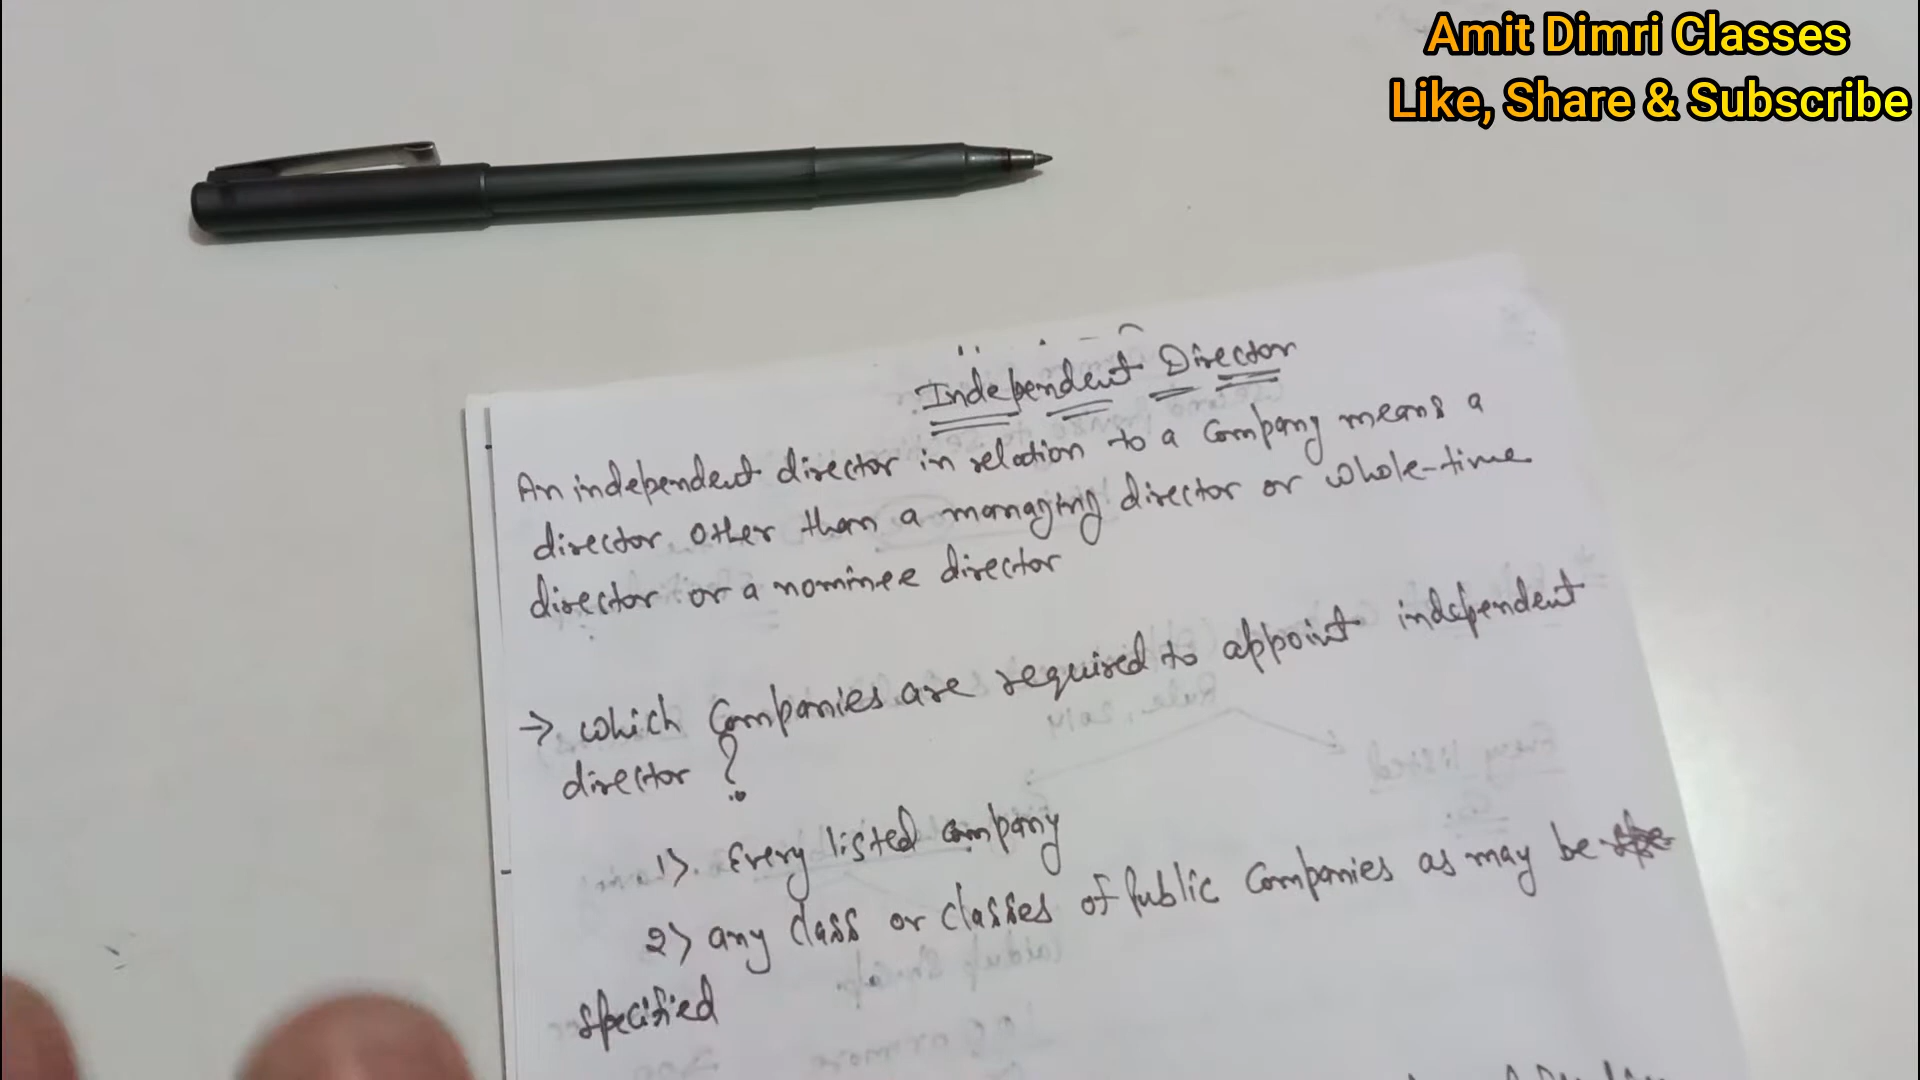 Amit Dimri Classes
Like, Share & Subscribe
Independent Director
An independent director in relation to a Company means a
director other than a managing director or whole-time
director or a nominee director
→ which Companies are required to appoint independent
director ?
1) Every listed company
2) any class or classes of Public Companies as may be
specified